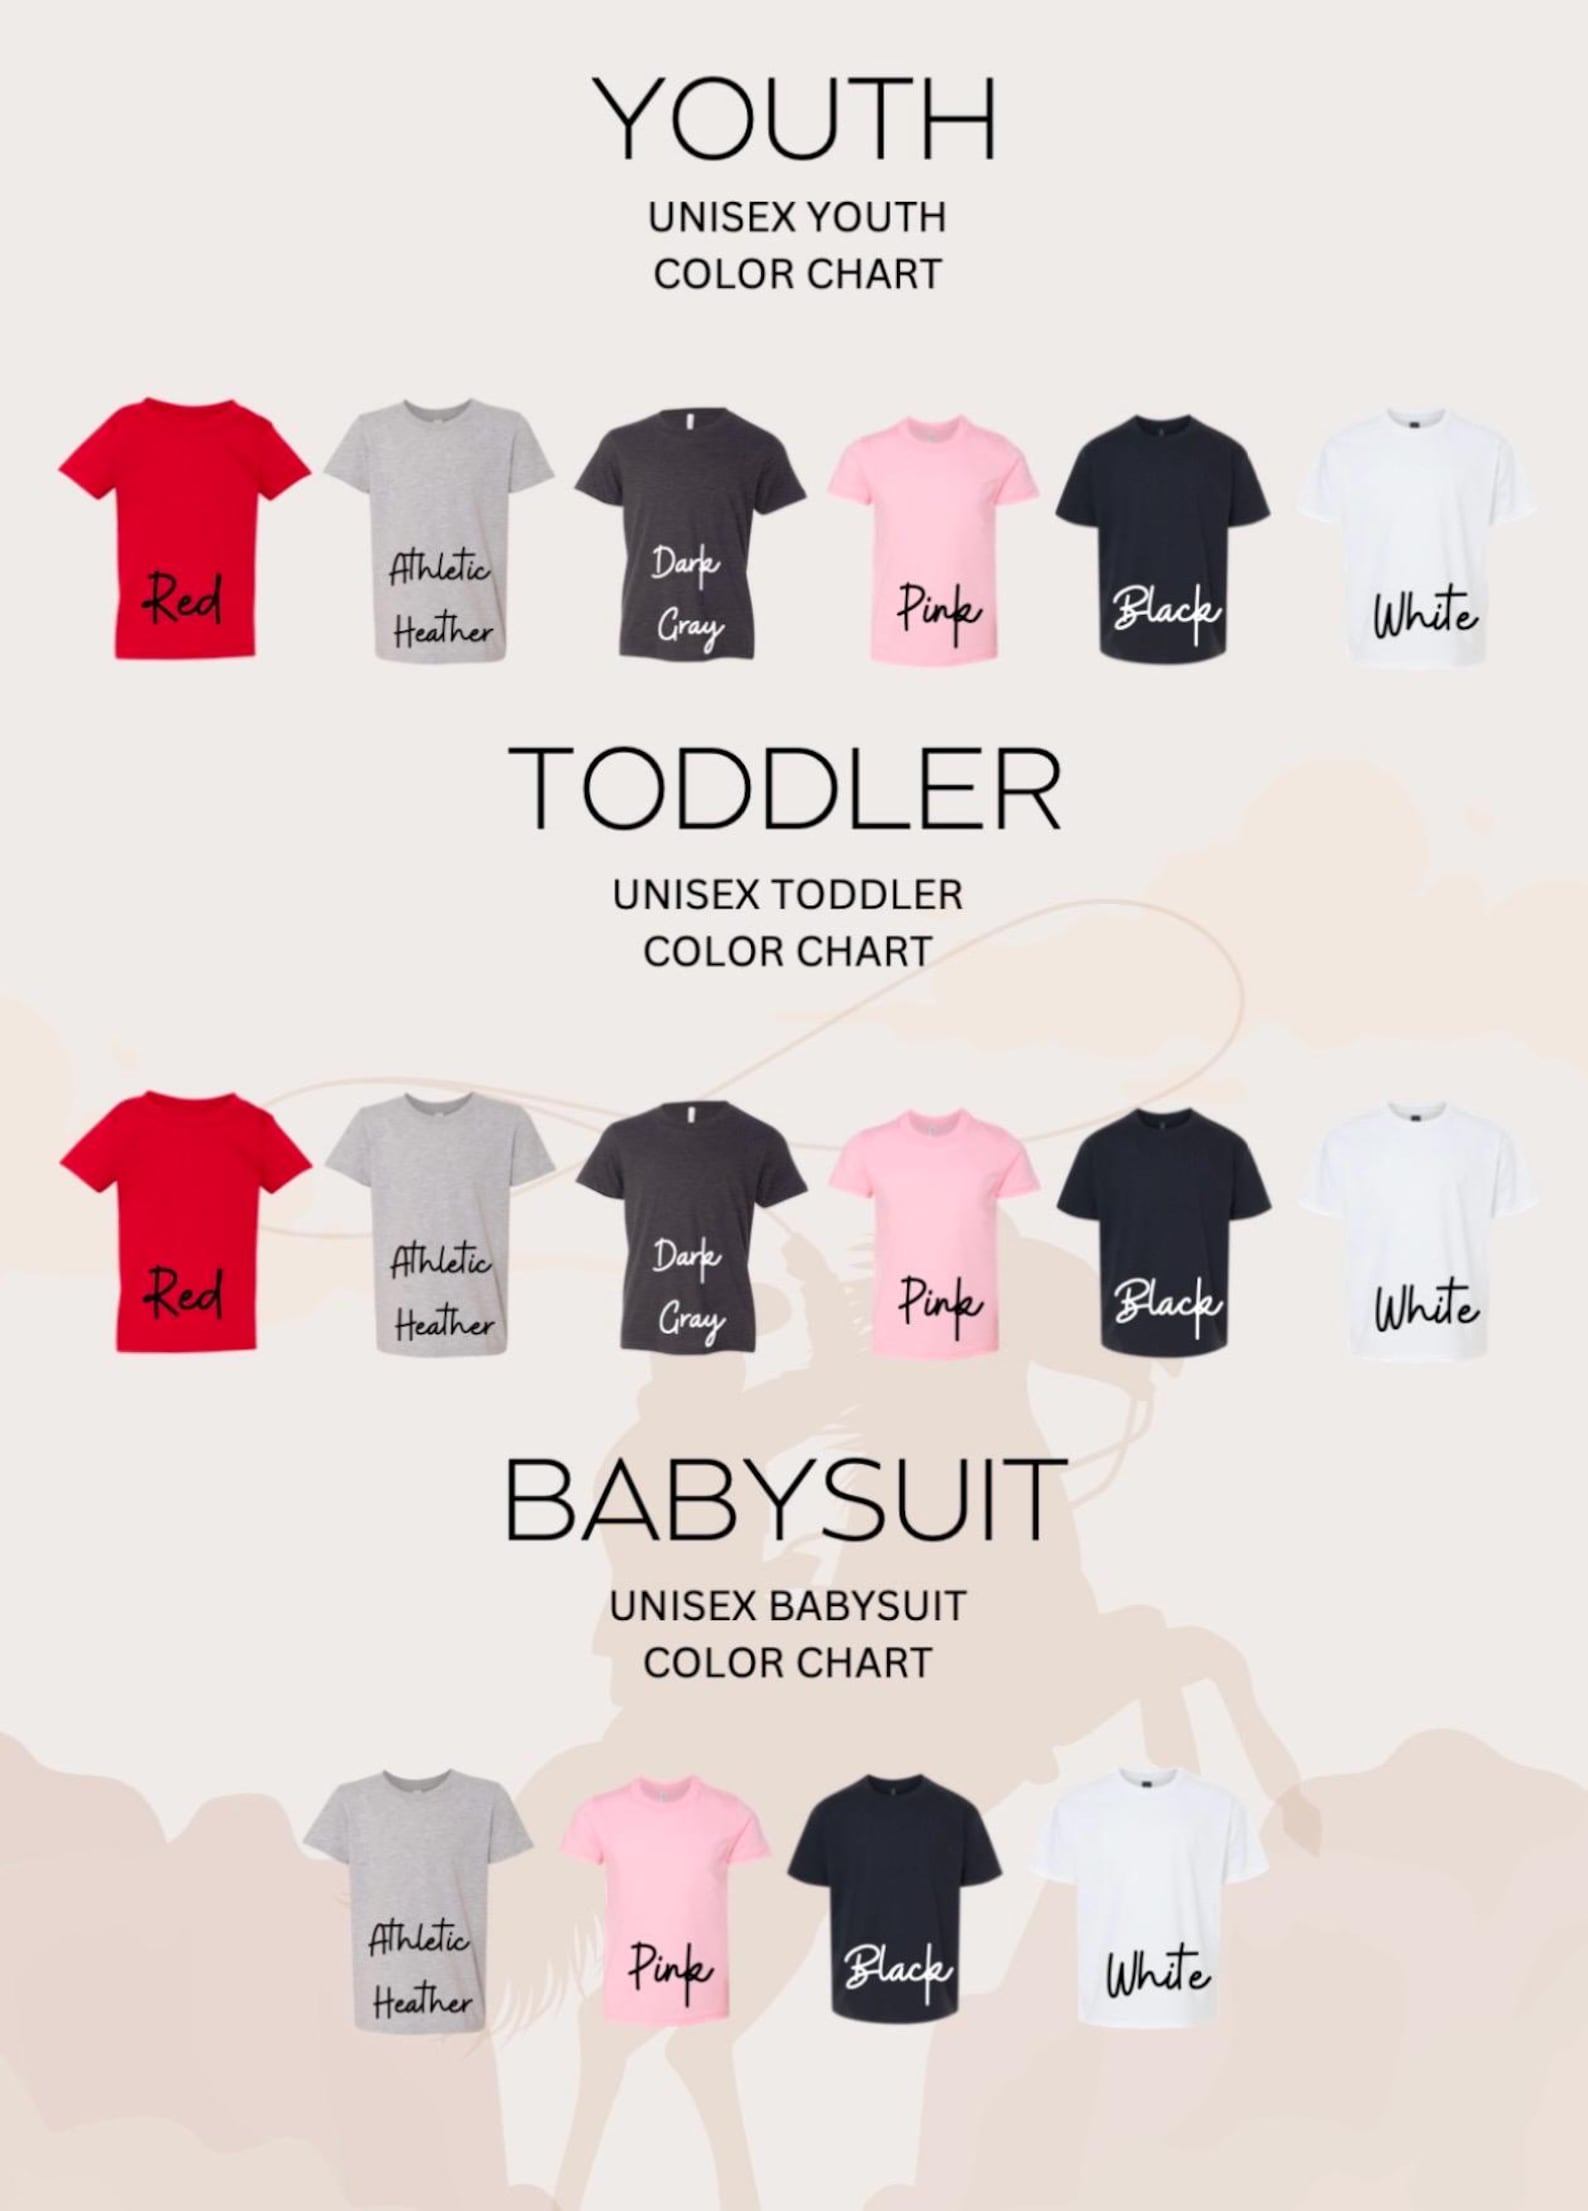 YOUTH
UNISEX YOUTH
COLOR CHART
Red
Athletic
Heather
Dark
Gray
Pink
Black
White
TODDLER
UNISEX TODDLER
COLOR CHART
Red
Athletic
Heather
Dark
Gray
Pink
Black
White
BABYSUIT
UNISEX BABYSUIT
COLOR CHART
Athletic
Heather
Pink
Black
White